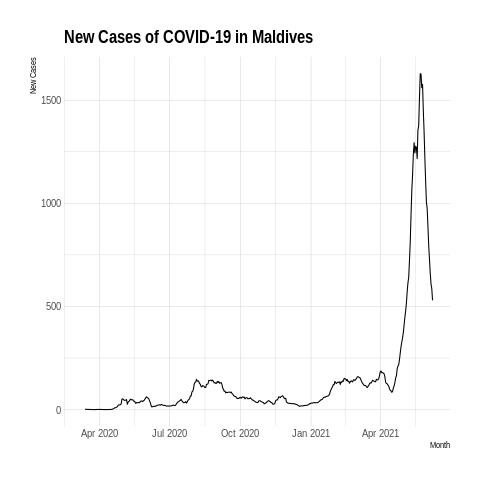 New Cases of COVID-19 in Maldives
New Cases
1500
1000
500
0
Apr 2020 Jul 2020 Oct 2020 Jan 2021 Apr 2021
Month